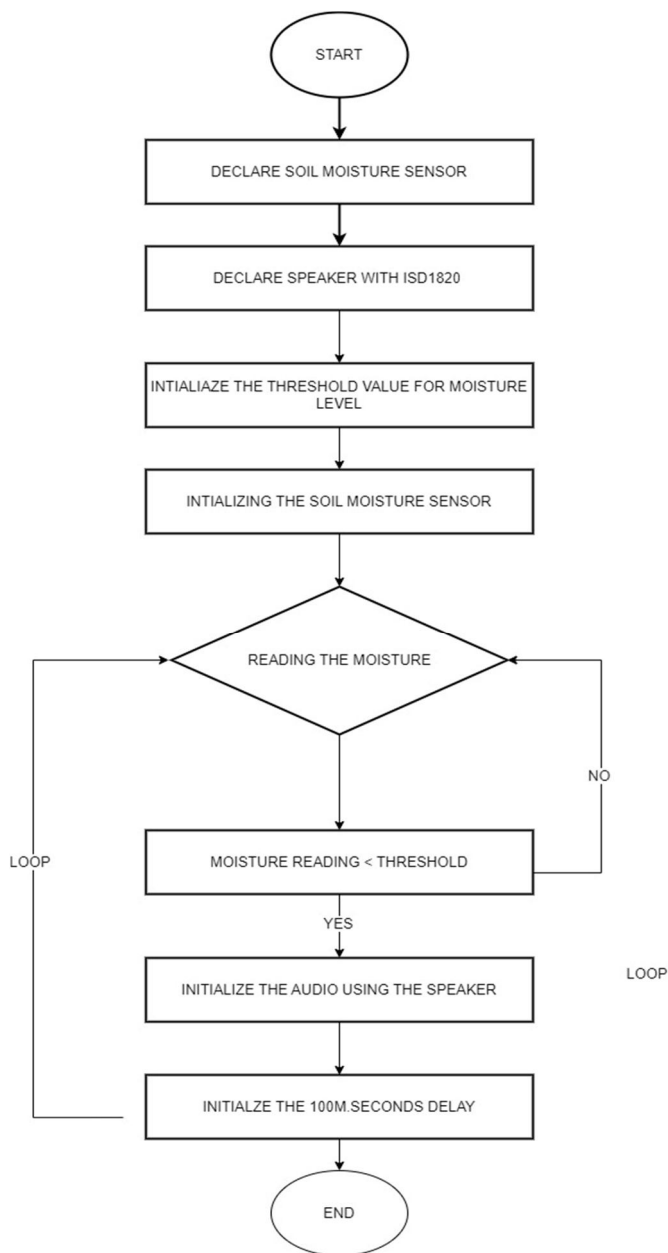 START
DECLARE SOIL MOISTURE SENSOR
DECLARE SPEAKER WITH ISD1820
INTIALIAZE THE THRESHOLD VALUE FOR MOISTURE
LEVEL
INTIALIZING THE SOIL MOISTURE SENSOR
READING THE MOISTURE
NO
LOOP
MOISTURE READING < THRESHOLD
YES
LOOP
INITIALIZE THE AUDIO USING THE SPEAKER
INITIALZE THE 100M.SECONDS DELAY
END